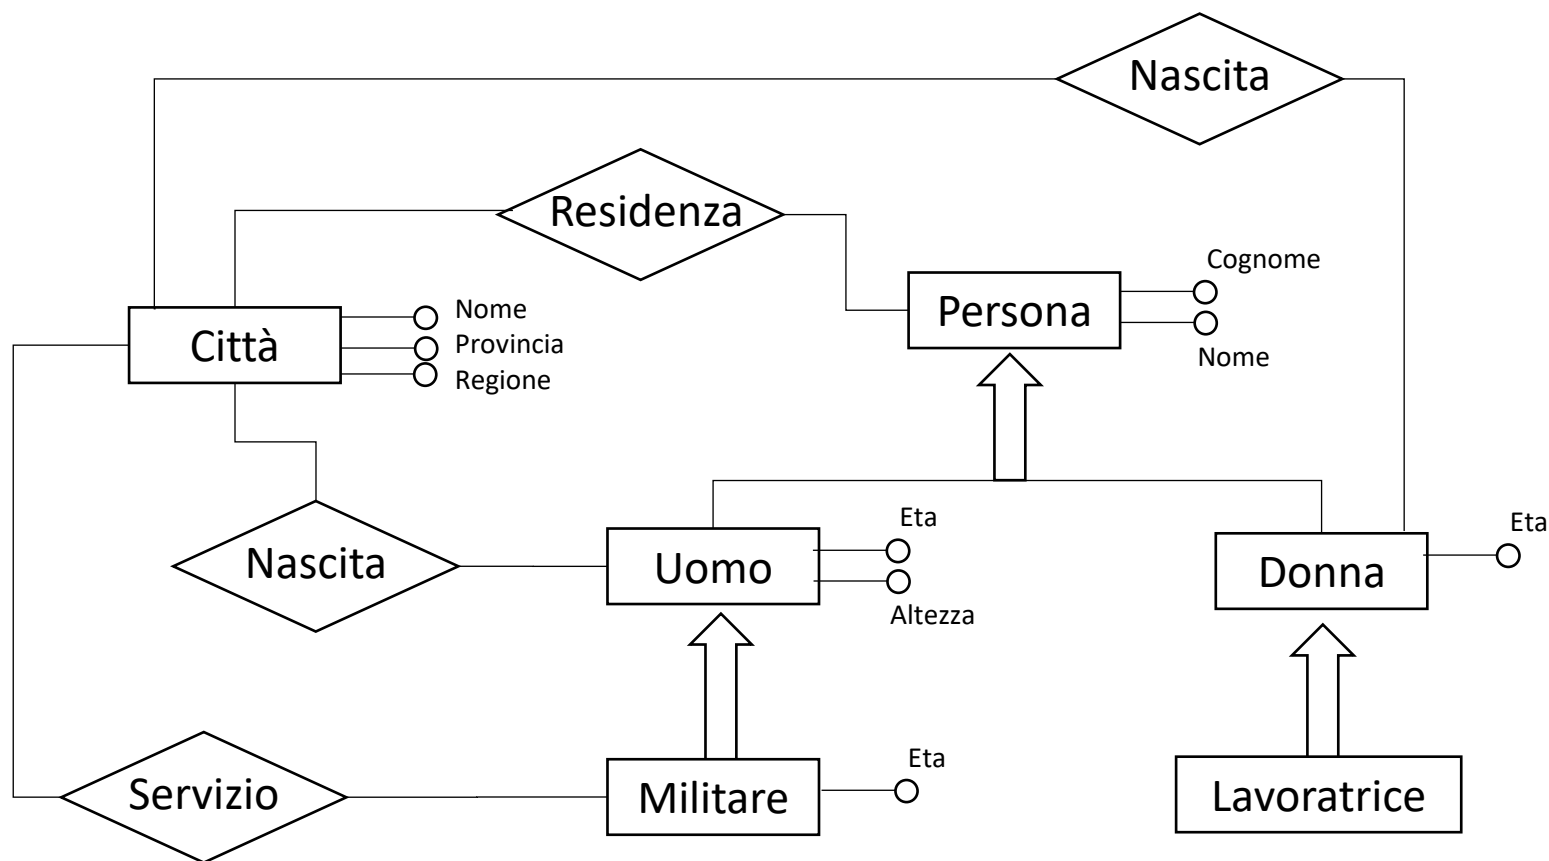 Nascita
Residenza
Cognome
Persona
Nome
Città
Nome
Provincia
Regione
Nascita
Uomo
Eta
Altezza
Donna
Eta
Servizio
Militare
Eta
Lavoratrice